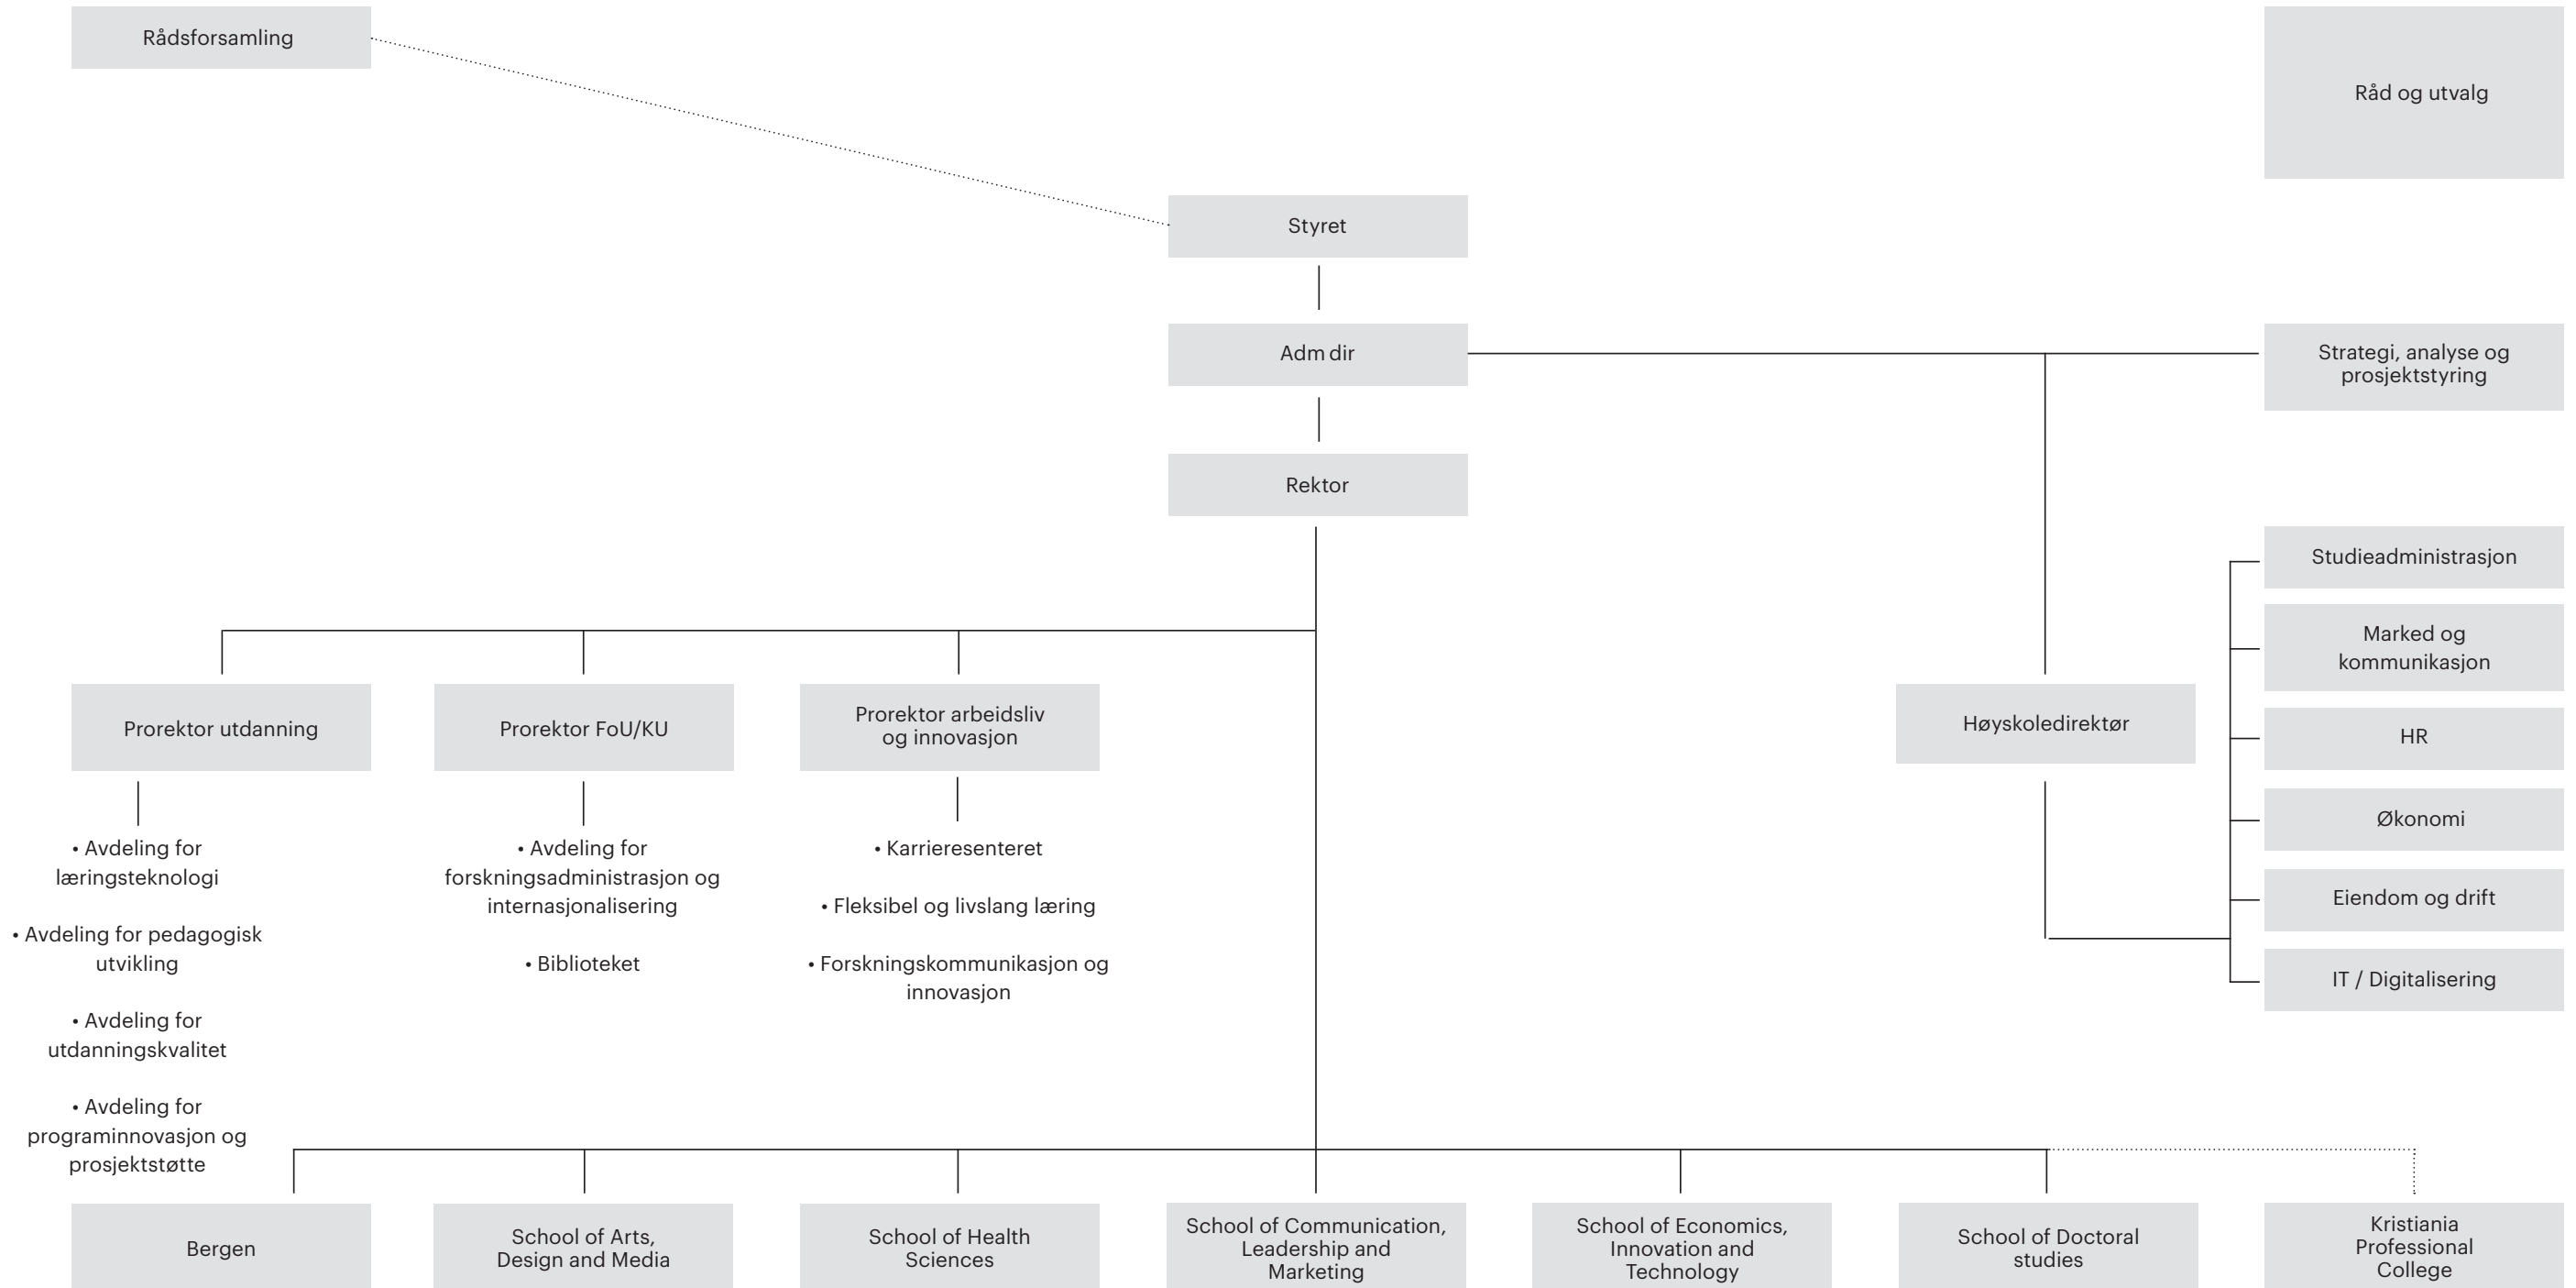 Rådsforsamling
Råd og utvalg
Styret
Adm dir
Strategi, analyse og
prosjektstyring
Rektor
Studieadministrasjon
Marked og
kommunikasjon
HR
Økonomi
Eiendom og drift
IT / Digitalisering
Høyskoledirektør
Prorektor utdanning
Prorektor FoU/KU
Prorektor arbeidsliv
og innovasjon
• Avdeling for
læringsteknologi
• Avdeling for pedagogisk
utvikling
• Avdeling for
utdanningskvalitet
• Avdeling for
programinnovasjon og
prosjektstøtte
• Avdeling for
forskningsadministrasjon og
internasjonalisering
• Biblioteket
• Karrieresenteret
• Fleksibel og livslang læring
• Forskningskommunikasjon og
innovasjon
Bergen
School of Arts,
Design and Media
School of Health
Sciences
School of Communication,
Leadership and
Marketing
School of Economics,
Innovation and
Technology
School of Doctoral
studies
Kristiania
Professional
College